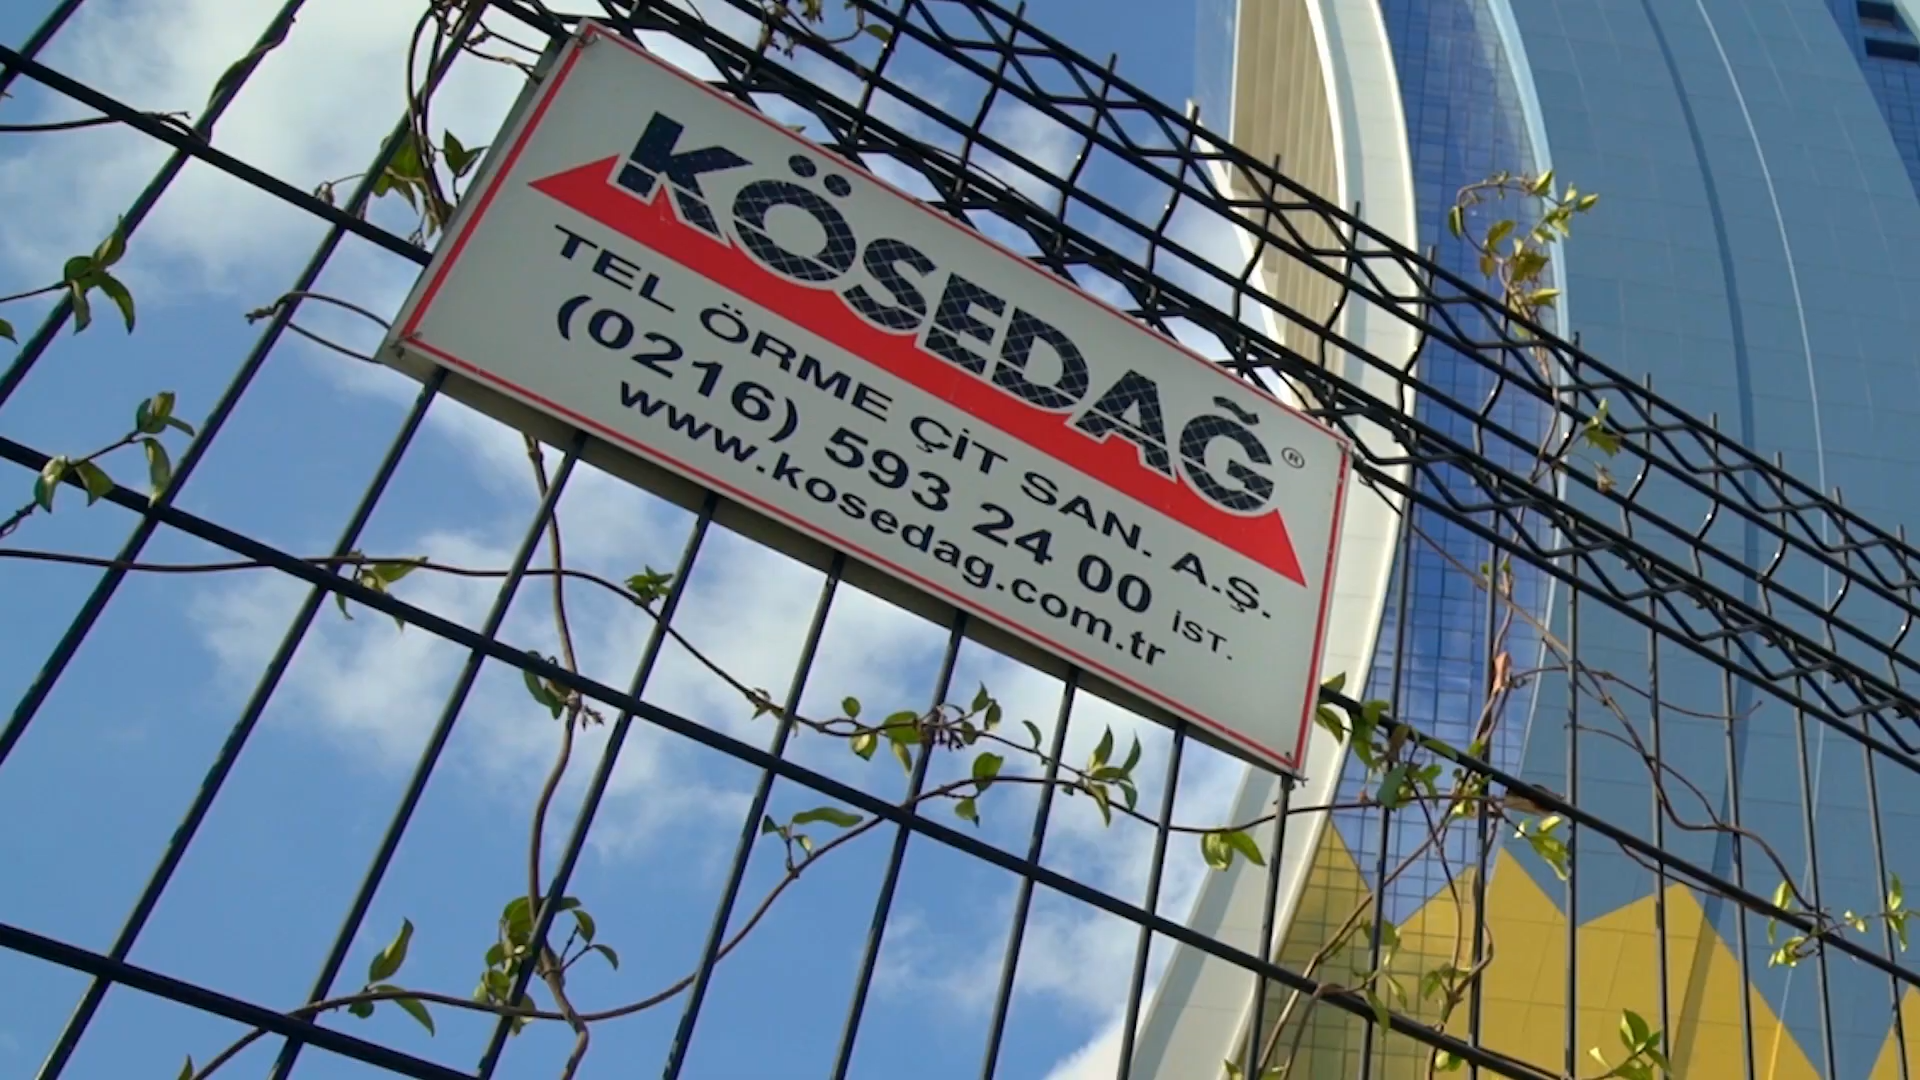 KÖSEDAĞ®
TEL ÖRME ÇİT SAN. A.Ş.
(0216) 593 24 00 İST.
www.kosedag.com.tr